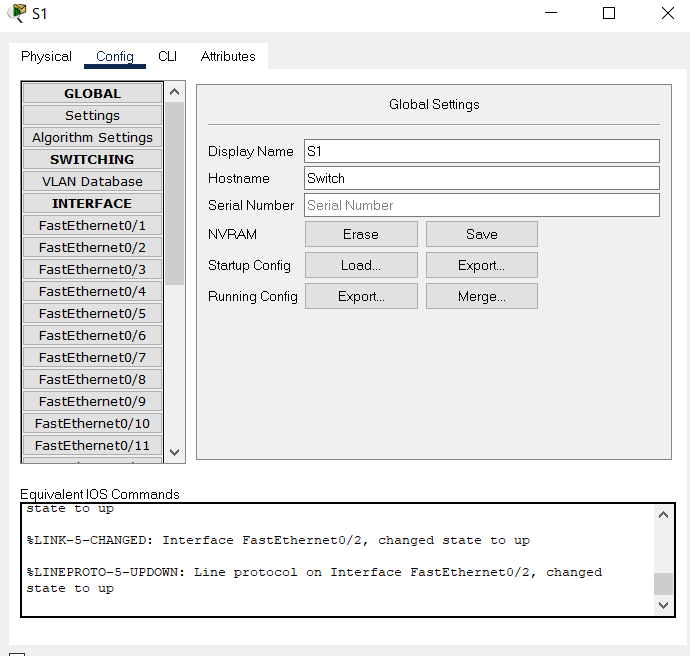 S1
Physical Config CLI Attributes
GLOBAL
Settings
Algorithm Settings
SWITCHING
VLAN Database
INTERFACE
FastEthernet0/1
FastEthernet0/2
FastEthernet0/3
FastEthernet0/4
FastEthernet0/5
FastEthernet0/6
FastEthernet0/7
FastEthernet0/8
FastEthernet0/9
FastEthernet0/10
FastEthernet0/11
Global Settings
Display Name S1
Hostname Switch
Serial Number Serial Number
NVRAM Erase Save
Startup Config Load... Export...
Running Config Export... Merge...
Equivalent IOS Commands
state to up
%LINK-5-CHANGED: Interface FastEthernet0/2, changed state to up
%LINEPROTO-5-UPDOWN: Line protocol on Interface FastEthernet0/2, changed
state to up